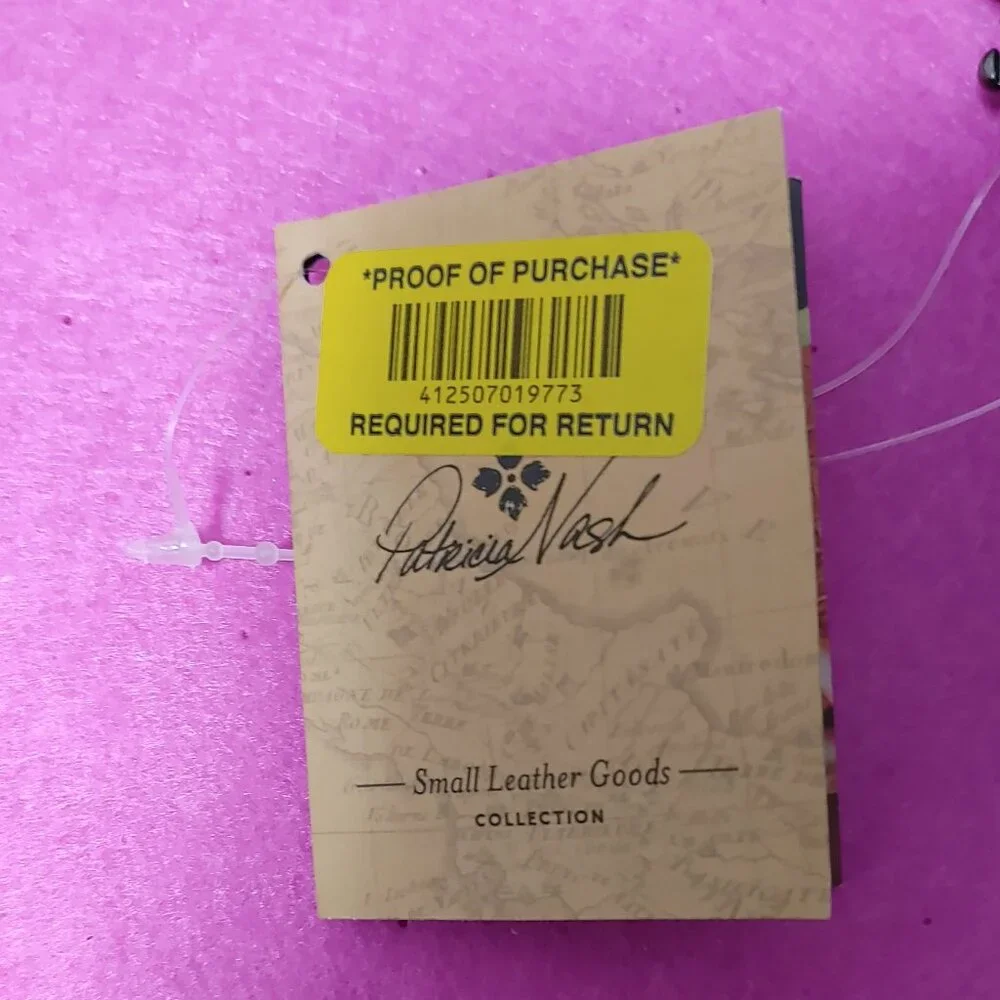 *PROOF OF PURCHASE*
412507019773
REQUIRED FOR RETURN
Patricia Nash
Small Leather Goods
COLLECTION